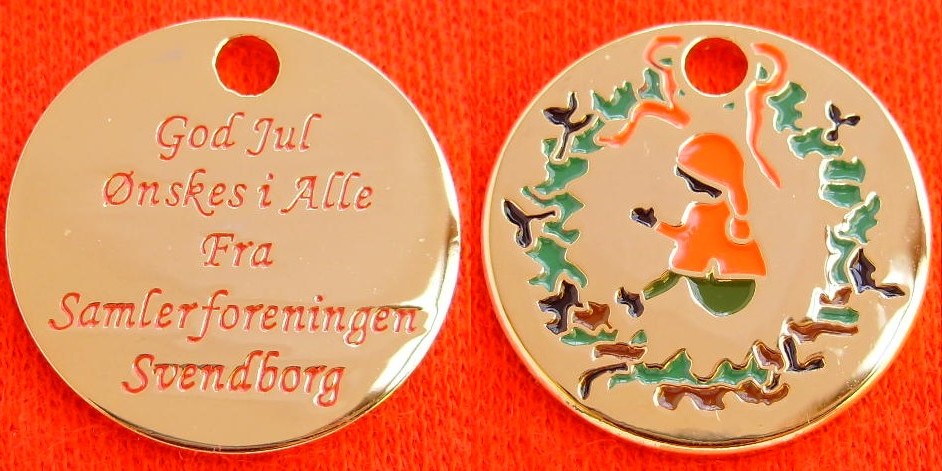 God Jul
Ønskes i Alle
Fra
Samlerforeningen
Svendborg